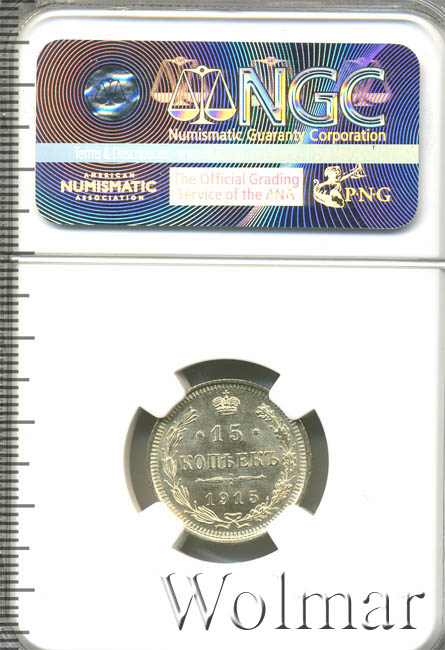 NGC
Numismatic Guaranty Corporation
Terms &
AMERICAN
NUMISMATIC
ASSOCIATION
The Official Grading
Service of the ANA
PNG
15
КОПѢЕКЪ
1915
Wolmar